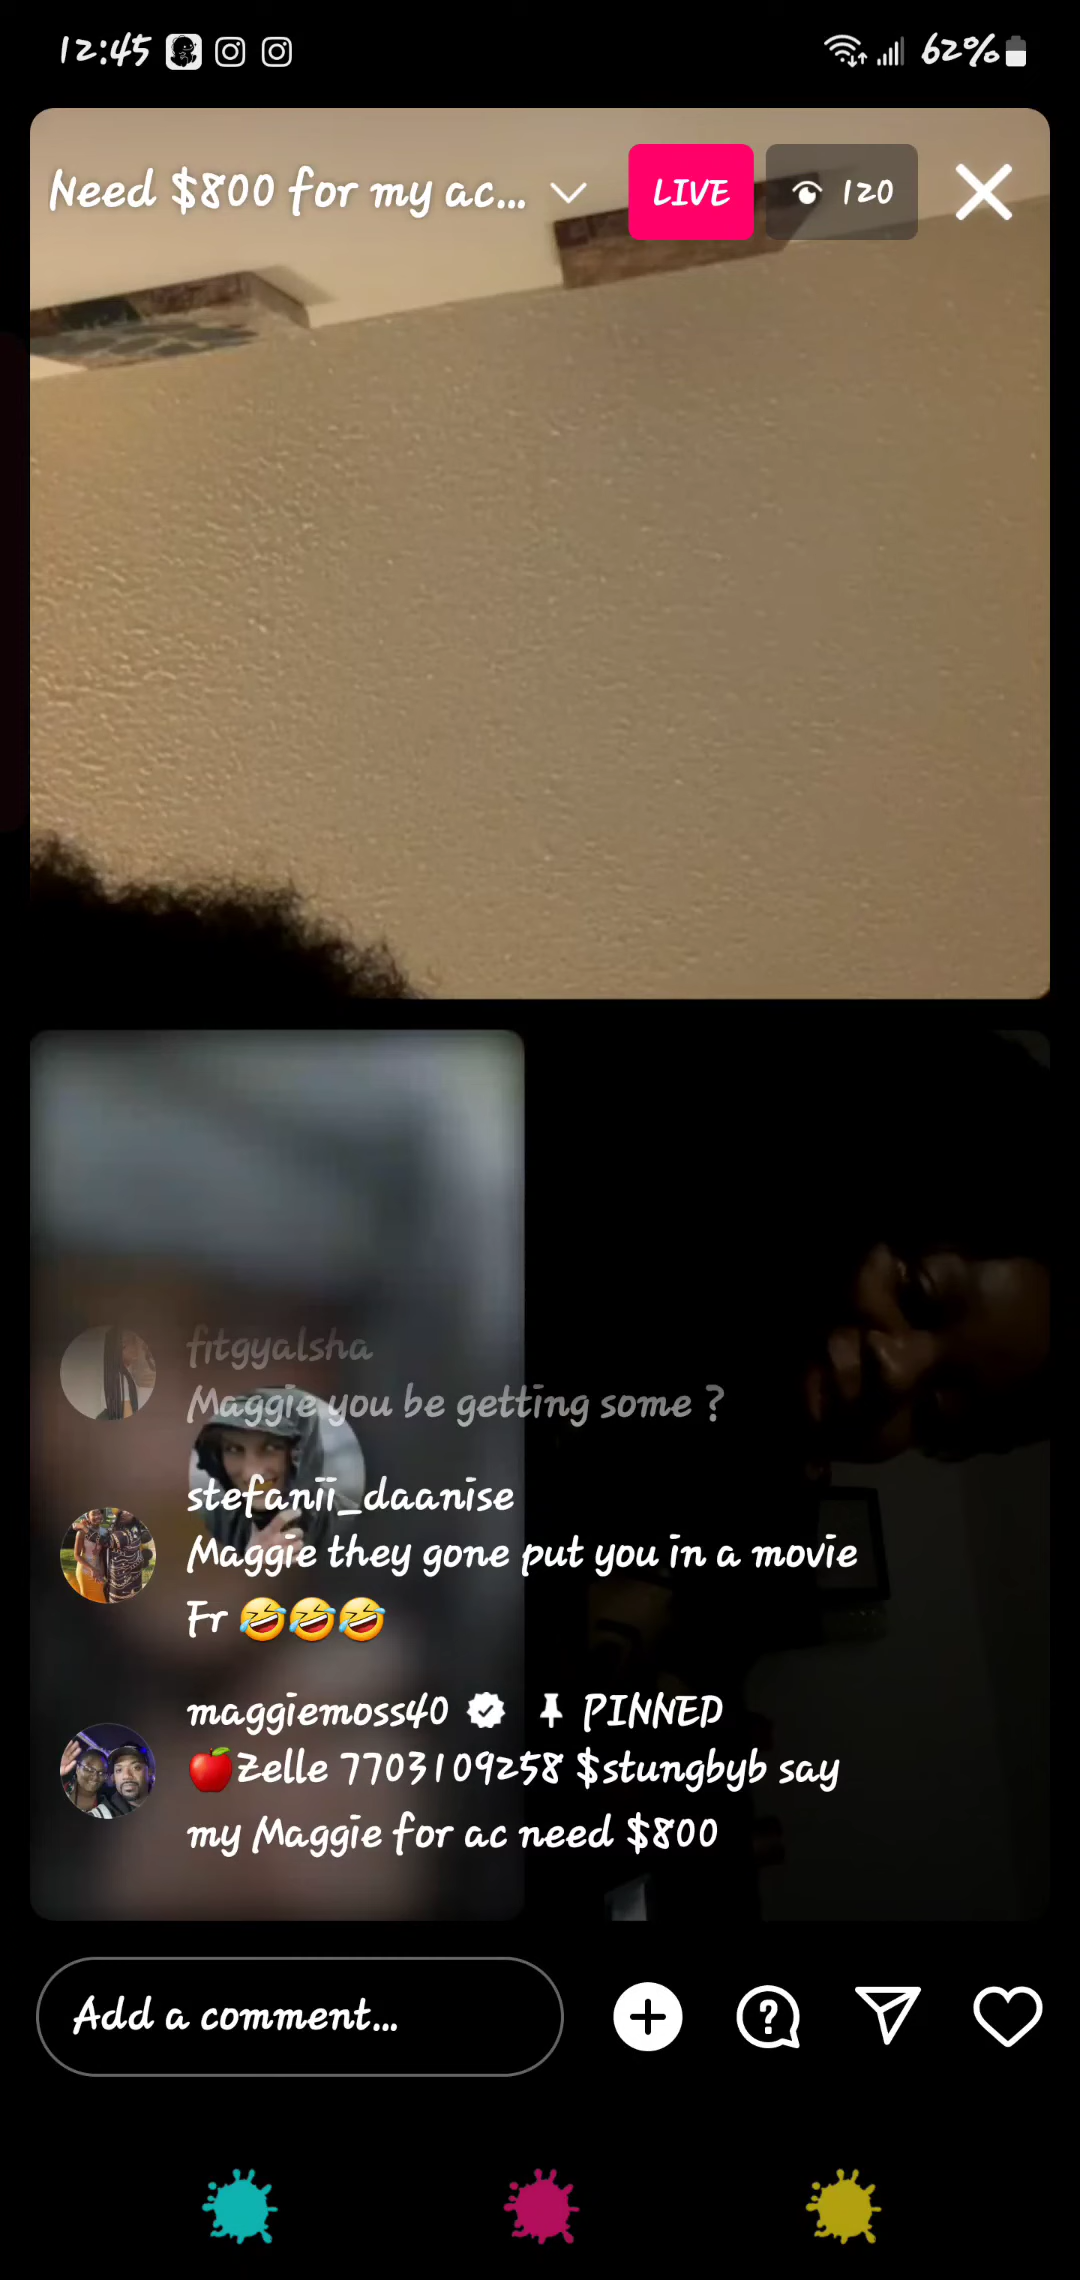 12:45 62%
Need $800 for my ac... LIVE 120
fitgyalsha
Maggie you be getting some ?
stefanii_daanise
Maggie they gone put you in a movie
Fr 🤣🤣🤣
maggiemoss40 PINNED
🍎Zelle 7703109258 $stungbyb say
my Maggie for ac need $800
Add a comment...